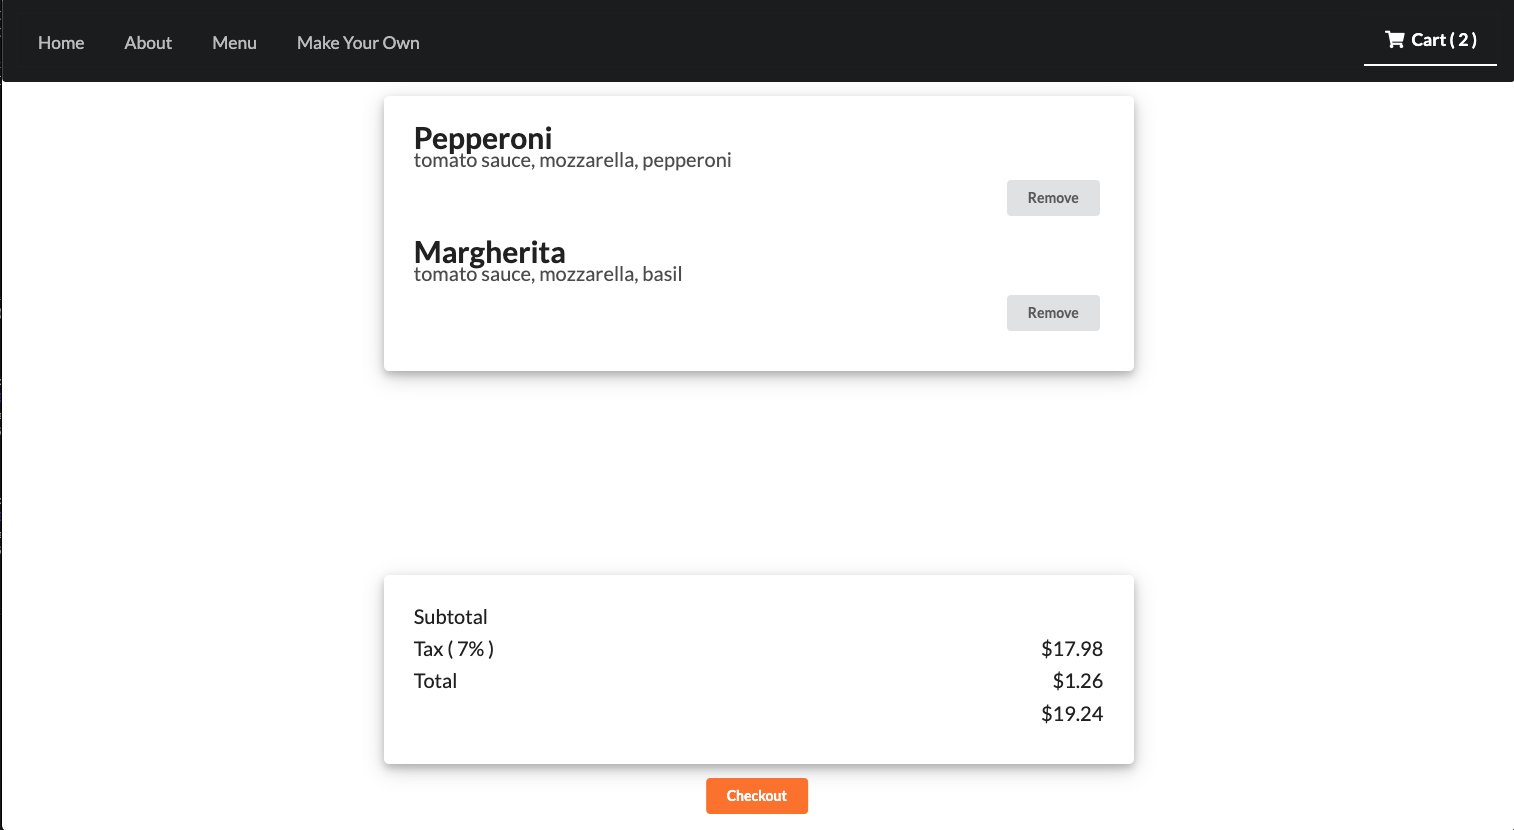 Home About Menu Make Your Own Cart ( 2 )
Pepperoni
tomato sauce, mozzarella, pepperoni
Remove
Margherita
tomato sauce, mozzarella, basil
Remove
Subtotal
Tax ( 7% ) $17.98
Total $1.26
$19.24
Checkout